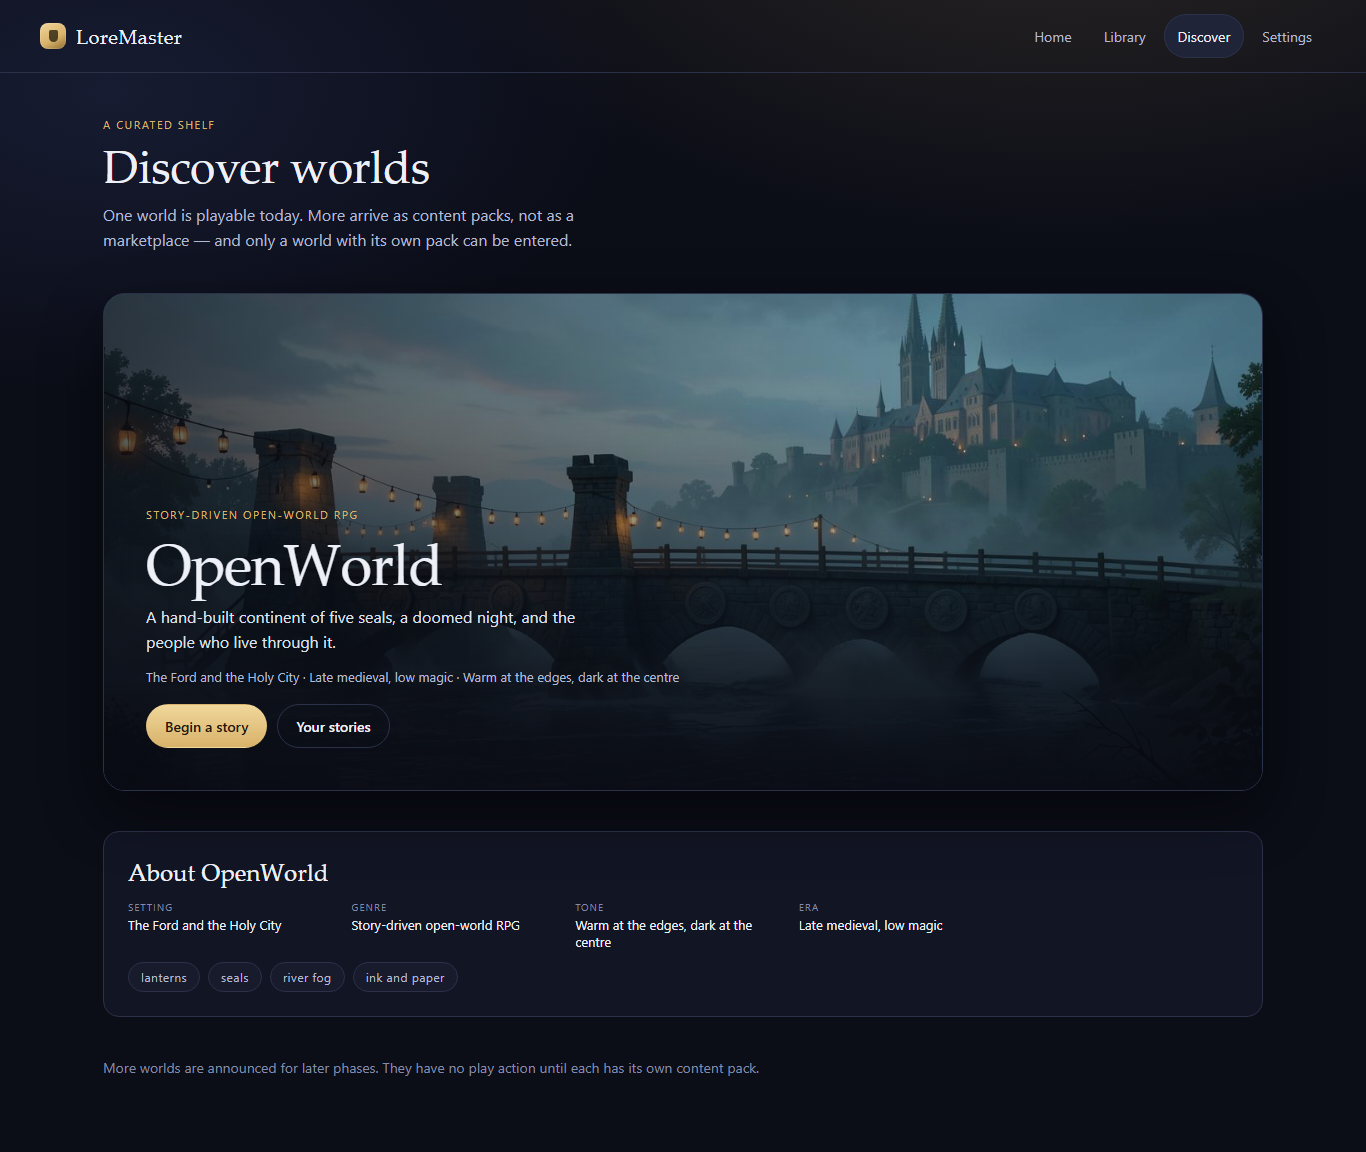 LoreMaster
Home
Library
Discover
Settings
A CURATED SHELF
Discover worlds
One world is playable today. More arrive as content packs, not as a
marketplace — and only a world with its own pack can be entered.
STORY-DRIVEN OPEN-WORLD RPG
OpenWorld
A hand-built continent of five seals, a doomed night, and the
people who live through it.
The Ford and the Holy City · Late medieval, low magic · Warm at the edges, dark at the centre
Begin a story
Your stories
About OpenWorld
SETTING
The Ford and the Holy City
GENRE
Story-driven open-world RPG
TONE
Warm at the edges, dark at the
centre
ERA
Late medieval, low magic
lanterns
seals
river fog
ink and paper
More worlds are announced for later phases. They have no play action until each has its own content pack.